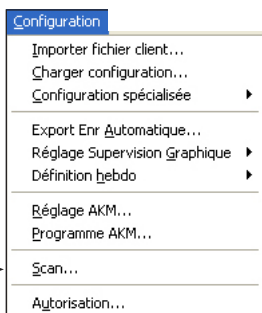 Configuration
Importer fichier client...
Charger configuration...
Configuration spécialisée
Export Enr Automatique...
Réglage Supervision Graphique
Définition hebdo
Réglage AKM...
Programme AKM...
Scan...
Autorisation...